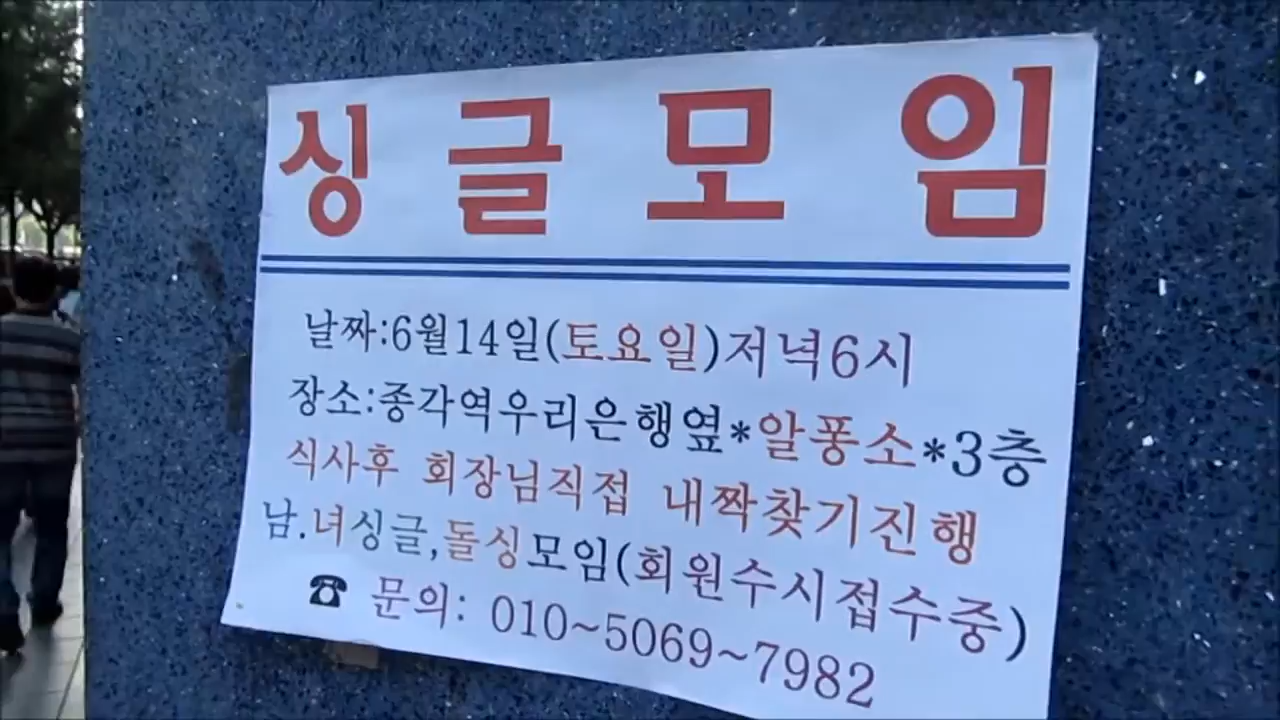 싱글모임
날짜:6월14일(토요일)저녁6시
장소:종각역우리은행옆*알퐁소*3층
식사후 회장님직접 내짝찾기진행
남.녀싱글,돌싱모임(회원수시접수중)
☎ 문의: 010~5069~7982